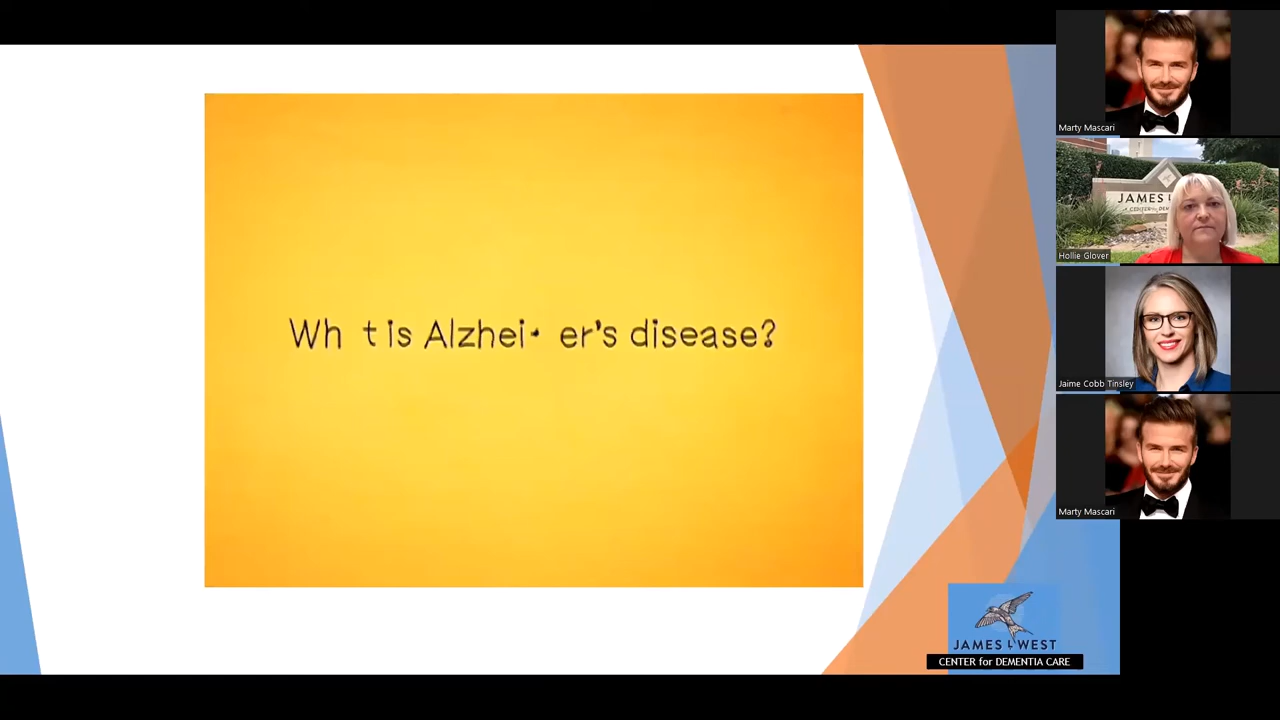 Wh t is Alzhei· er's disease?
JAMES L WEST
CENTER for DEMENTIA CARE
Marty Mascari
JAMES L
Hollie Glover
Jaime Cobb Tinsley
Marty Mascari